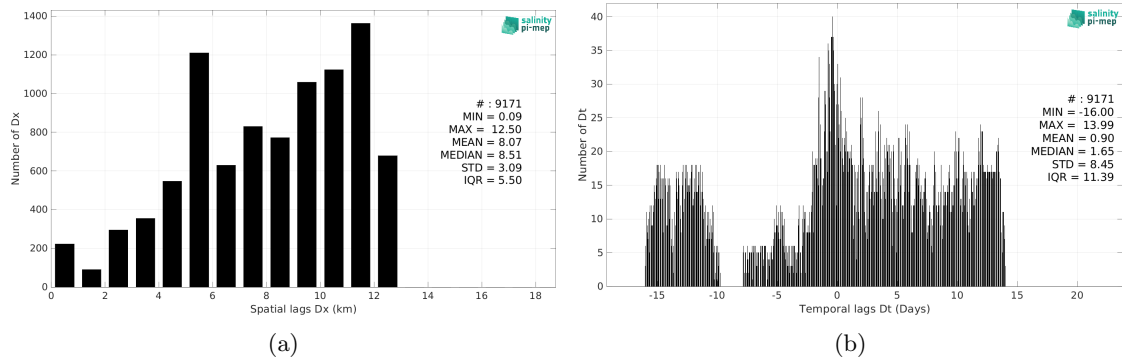 1400
1200
1000
800
600
400
200
0
Number of Dx
0 2 4 6 8 10 12 14 16 18
Spatial lags Dx (km)
salinity
pi-mep
# : 9171
MIN = 0.09
MAX = 12.50
MEAN = 8.07
MEDIAN = 8.51
STD = 3.09
IQR = 5.50
(a)
40
35
30
25
20
15
10
5
0
Number of Dt
-15 -10 -5 0 5 10 15 20
Temporal lags Dt (Days)
salinity
pi-mep
# : 9171
MIN = -16.00
MAX = 13.99
MEAN = 0.90
MEDIAN = 1.65
STD = 8.45
IQR = 11.39
(b)